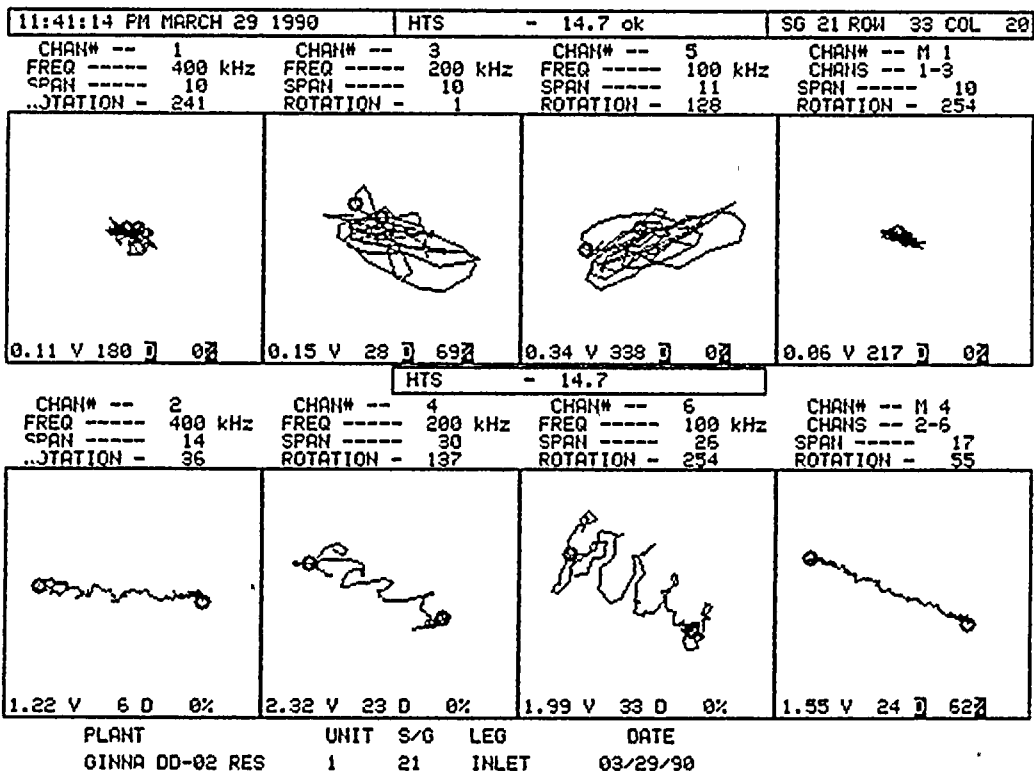 11:41:14 PM MARCH 29 1990 HTS - 14.7 ok SG 21 ROW 33 COL 20
CHAN# -- 1 CHAN# -- 3 CHAN# -- 5 CHAN# -- M 1
FREQ ----- 400 kHz FREQ ----- 200 kHz FREQ ----- 100 kHz CHANS -- 1-3
SPAN ----- 10 SPAN ----- 10 SPAN ----- 11 SPAN ----- 10
..OTATION - 241 ROTATION - 1 ROTATION - 128 ROTATION - 254
0.11 V 180 D 0% 0.15 V 28 D 69% 0.34 V 338 D 0% 0.06 V 217 D 0%
HTS - 14.7
CHAN# -- 2 CHAN# -- 4 CHAN# -- 6 CHAN# -- M 4
FREQ ----- 400 kHz FREQ ----- 200 kHz FREQ ----- 100 kHz CHANS -- 2-6
SPAN ----- 14 SPAN ----- 30 SPAN ----- 26 SPAN ----- 17
..OTATION - 36 ROTATION - 137 ROTATION - 254 ROTATION - 55
1.22 V 6 D 0% 2.32 V 23 D 0% 1.99 V 33 D 0% 1.55 V 24 D 62%
PLANT UNIT S/G LEG DATE
GINNA DD-02 RES 1 21 INLET 03/29/90